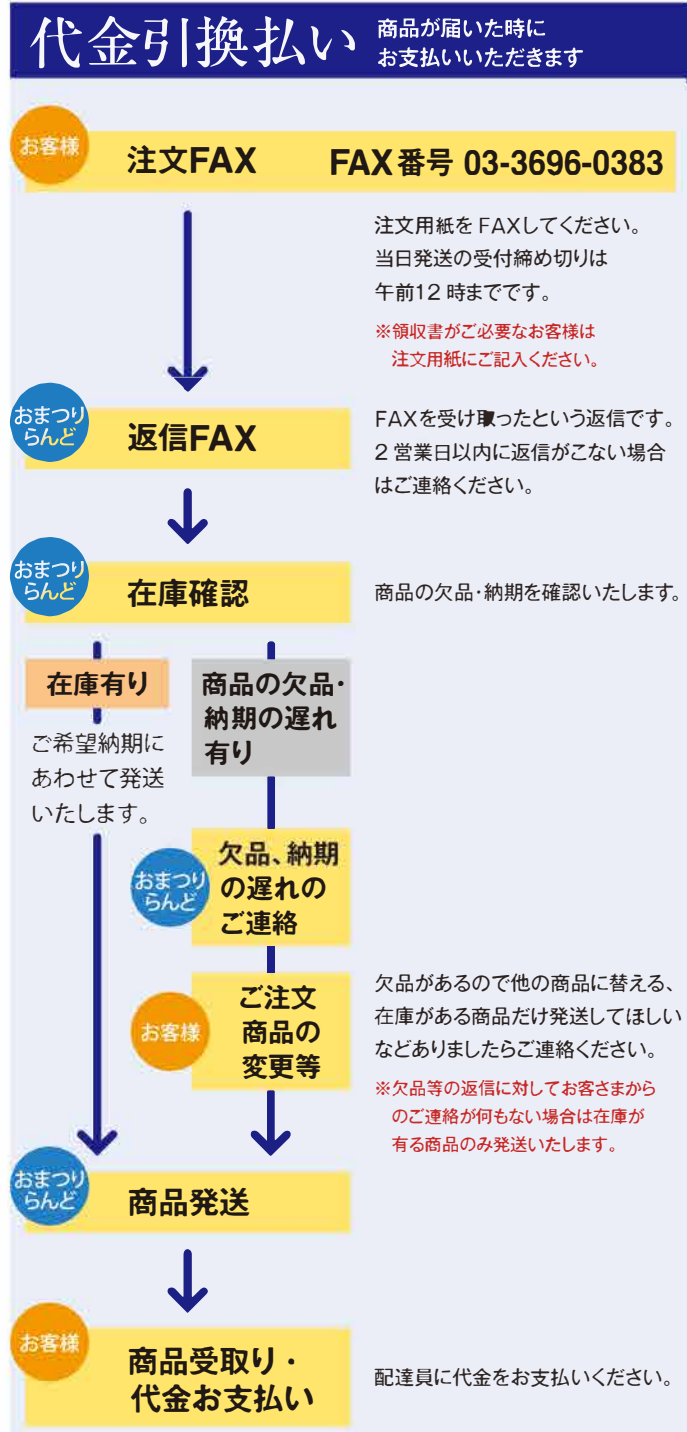 代金引換払い
商品が届いた時に
お支払いいただきます
お客様
注文FAX FAX番号 03-3696-0383
注文用紙をFAXしてください。
当日発送の受付締め切りは
午前12時までです。
※領収書がご必要なお客様は
注文用紙にご記入ください。
おまつり
らんど
返信FAX
FAXを受け取ったという返信です。
2営業日以内に返信がこない場合
はご連絡ください。
おまつり
らんど
在庫確認
商品の欠品・納期を確認いたします。
在庫有り
ご希望納期に
あわせて発送
いたします。
商品の欠品・
納期の遅れ
有り
おまつり
らんど
欠品、納期
の遅れの
ご連絡
お客様
ご注文
商品の
変更等
欠品があるので他の商品に替える、
在庫がある商品だけ発送してほしい
などありましたらご連絡ください。
※欠品等の返信に対してお客さまから
のご連絡が何もない場合は在庫が
有る商品のみ発送いたします。
おまつり
らんど
商品発送
お客様
商品受取り・
代金お支払い
配達員に代金をお支払いください。